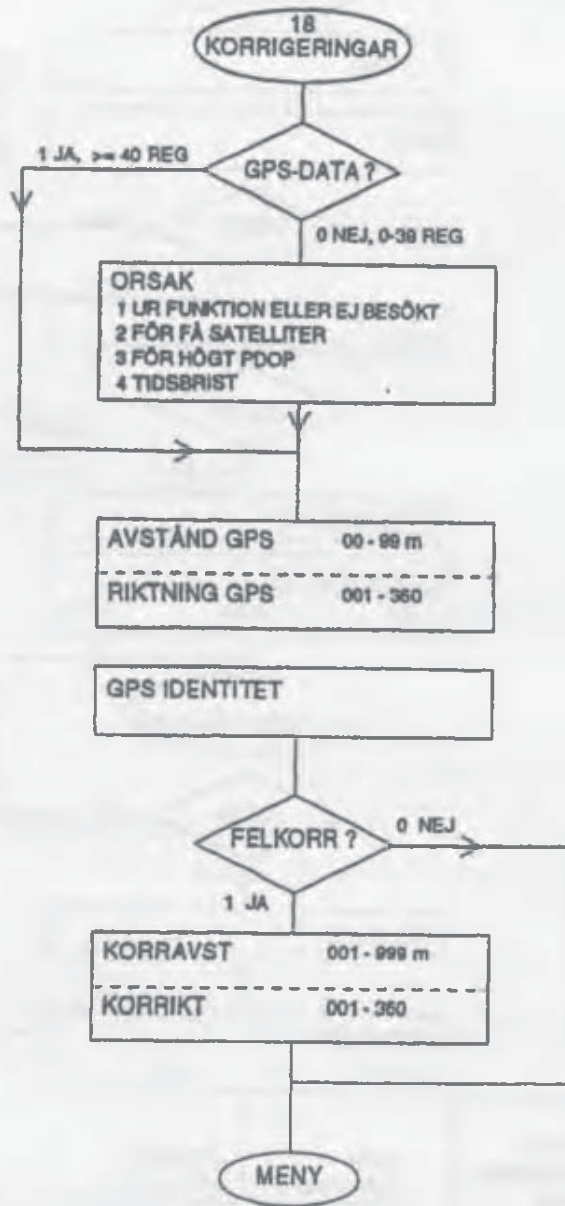 18
KORRIGERINGAR
1 JA, >= 40 REG
GPS-DATA ?
0 NEJ, 0-39 REG
ORSAK
1 UR FUNKTION ELLER EJ BESÖKT
2 FÖR FÅ SATELLITER
3 FÖR HÖGT PDOP
4 TIDSBRIST
AVSTÅND GPS 00 - 99 m
RIKTNING GPS 001 - 360
GPS IDENTITET
FELKORR ?
0 NEJ
1 JA
KORRAVST 001 - 999 m
KORRIKT 001 - 360
MENY